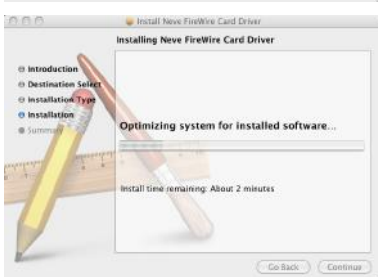 Install Neve FireWire Card Driver
Installing Neve FireWire Card Driver
Introduction
Destination Select
Installation Type
Installation
Summary
Optimizing system for installed software...
Install time remaining: About 2 minutes
Go Back
Continue